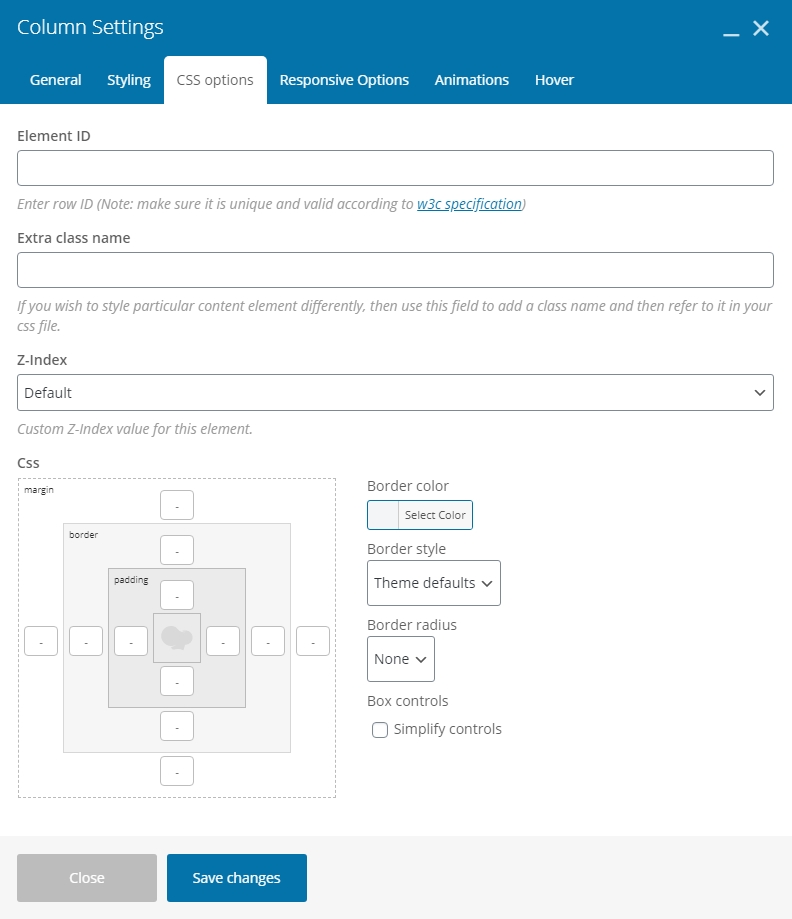 Column Settings
General Styling CSS options Responsive Options Animations Hover
Element ID
Enter row ID (Note: make sure it is unique and valid according to w3c specification)
Extra class name
If you wish to style particular content element differently, then use this field to add a class name and then refer to it in your
css file.
Z-Index
Default
Custom Z-Index value for this element.
Css
margin
-
border
-
padding
-
- - - - - -
-
-
-
Border color
Select Color
Border style
Theme defaults
Border radius
None
Box controls
Simplify controls
Close Save changes